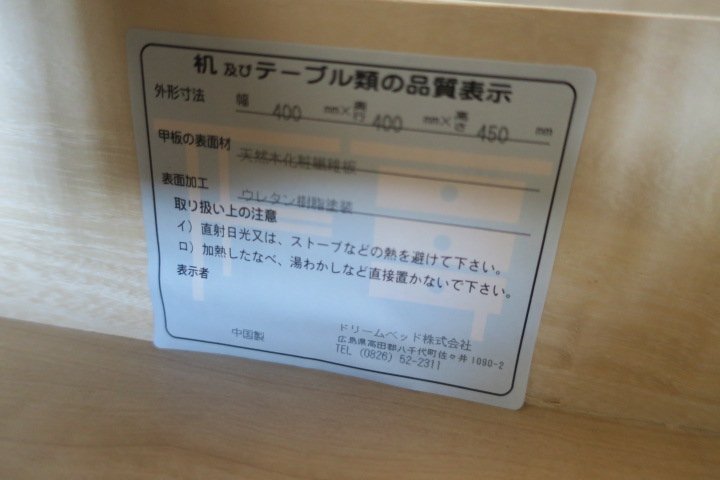 机及びテーブル類の品質表示
外形寸法 幅 400 mm×奥行 400 mm×高さ 450 mm
甲板の表面材 天然木化粧繊維板
表面加工 ウレタン樹脂塗装
取り扱い上の注意
イ）直射日光又は、ストーブなどの熱を避けて下さい。
ロ）加熱したなべ、湯わかしなど直接置かないで下さい。
表示者
中国製
ドリームベッド株式会社
広島県高田郡八千代町佐々井1090-2
TEL (0826) 52-2311